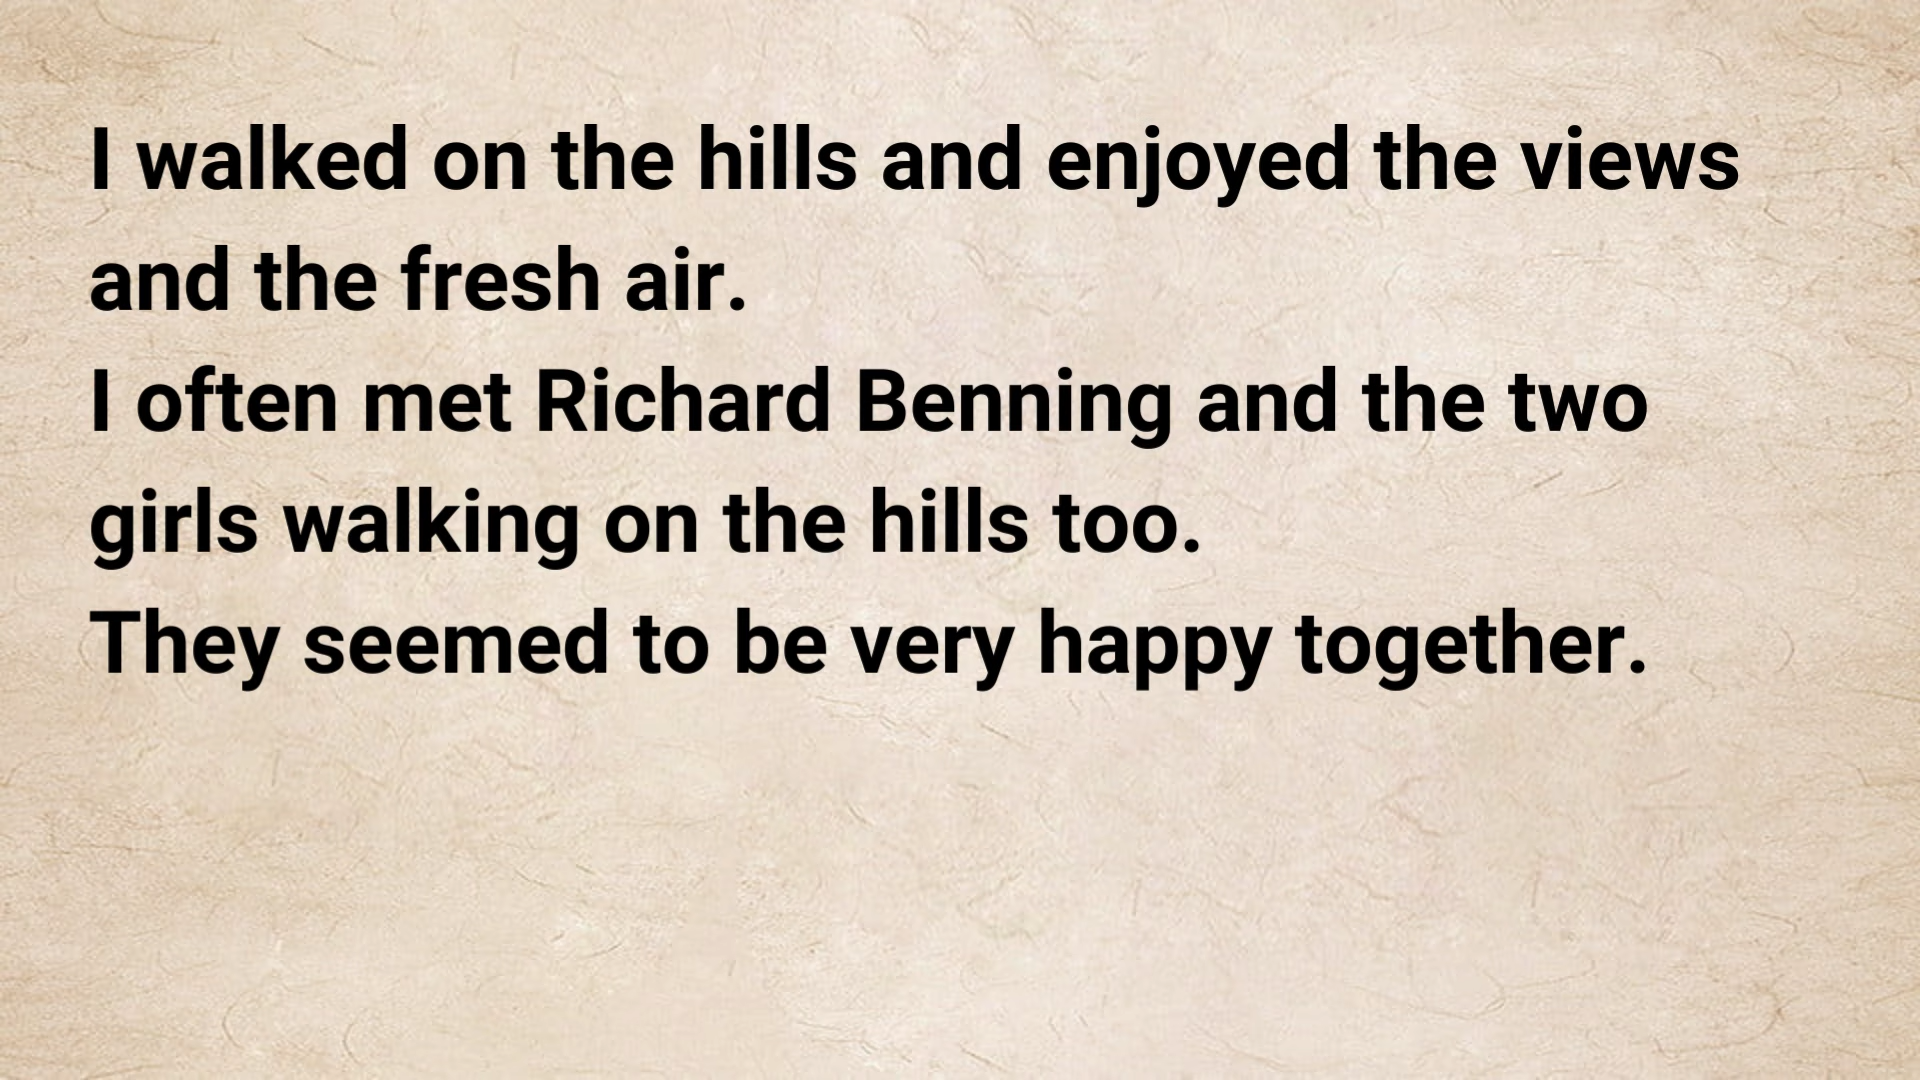 I walked on the hills and enjoyed the views
and the fresh air.
I often met Richard Benning and the two
girls walking on the hills too.
They seemed to be very happy together.